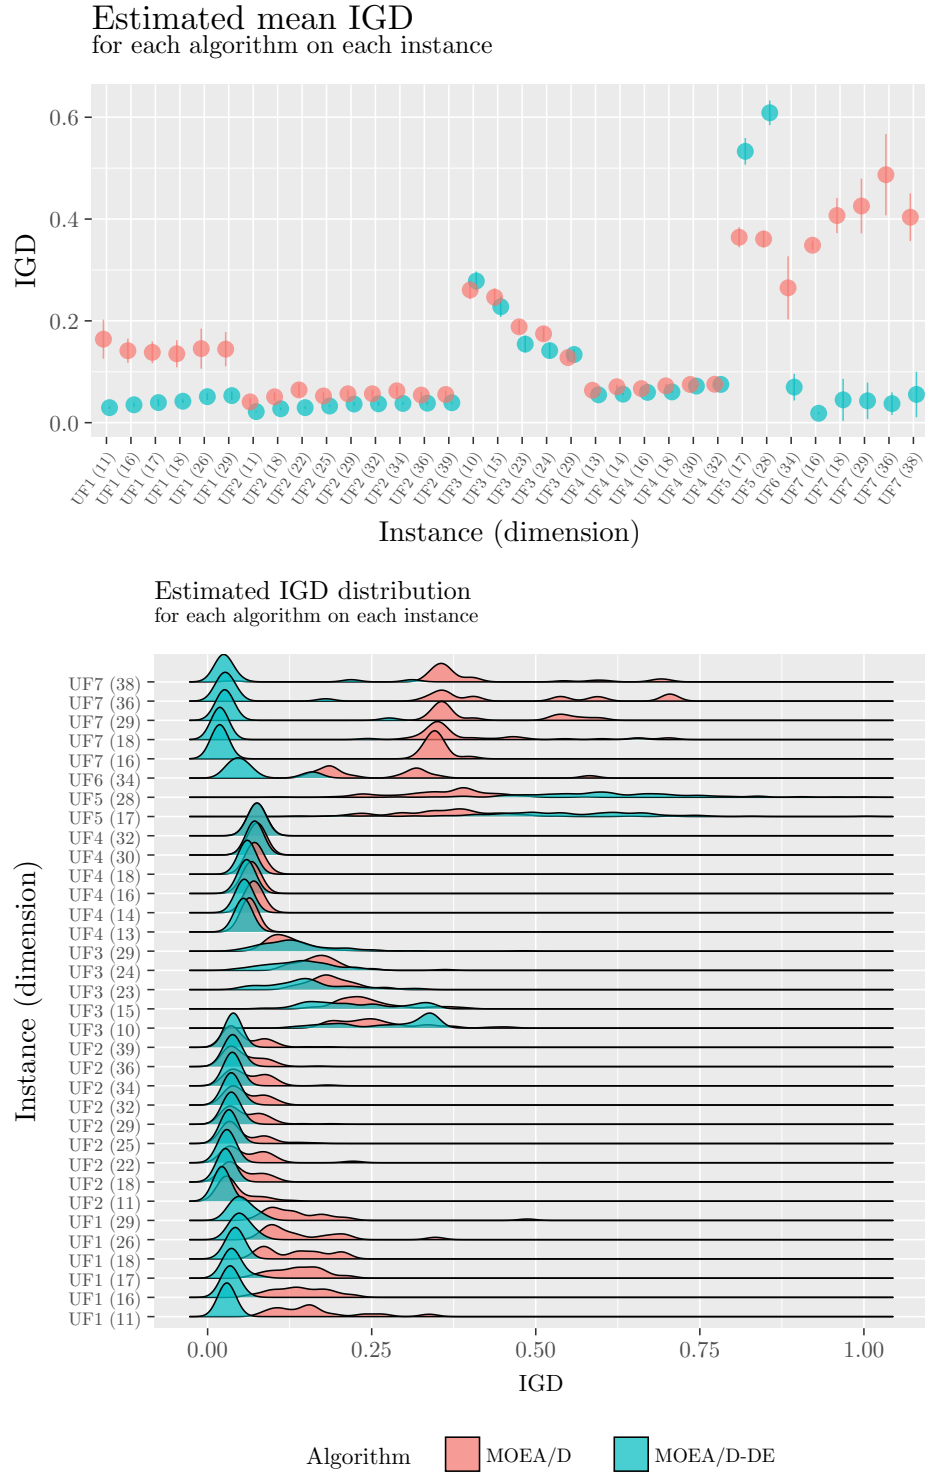 Estimated mean IGD
for each algorithm on each instance
IGD
0.6
0.4
0.2
0.0
UF1 (11)
UF1 (16)
UF1 (17)
UF1 (18)
UF1 (26)
UF1 (29)
UF2 (11)
UF2 (18)
UF2 (22)
UF2 (25)
UF2 (29)
UF2 (32)
UF2 (34)
UF2 (36)
UF2 (39)
UF3 (10)
UF3 (15)
UF3 (23)
UF3 (24)
UF3 (29)
UF4 (13)
UF4 (14)
UF4 (16)
UF4 (18)
UF4 (30)
UF4 (32)
UF5 (17)
UF5 (28)
UF6 (34)
UF7 (16)
UF7 (18)
UF7 (29)
UF7 (36)
UF7 (38)
Instance (dimension)
Estimated IGD distribution
for each algorithm on each instance
Instance (dimension)
UF7 (38)
UF7 (36)
UF7 (29)
UF7 (18)
UF7 (16)
UF6 (34)
UF5 (28)
UF5 (17)
UF4 (32)
UF4 (30)
UF4 (18)
UF4 (16)
UF4 (14)
UF4 (13)
UF3 (29)
UF3 (24)
UF3 (23)
UF3 (15)
UF3 (10)
UF2 (39)
UF2 (36)
UF2 (34)
UF2 (32)
UF2 (29)
UF2 (25)
UF2 (22)
UF2 (18)
UF2 (11)
UF1 (29)
UF1 (26)
UF1 (18)
UF1 (17)
UF1 (16)
UF1 (11)
0.00 0.25 0.50 0.75 1.00
IGD
Algorithm MOEA/D MOEA/D-DE